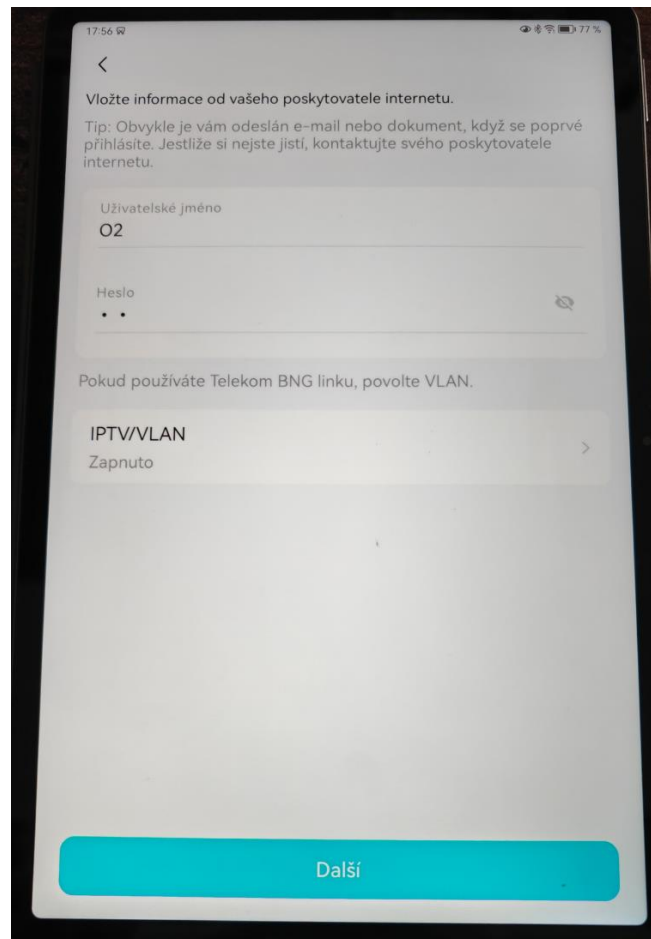 17:56 77 %
Vložte informace od vašeho poskytovatele internetu.
Tip: Obvykle je vám odeslán e-mail nebo dokument, když se poprvé
přihlásíte. Jestliže si nejste jistí, kontaktujte svého poskytovatele
internetu.
Uživatelské jméno
O2
Heslo
Pokud používáte Telekom BNG linku, povolte VLAN.
IPTV/VLAN
Zapnuto
Další